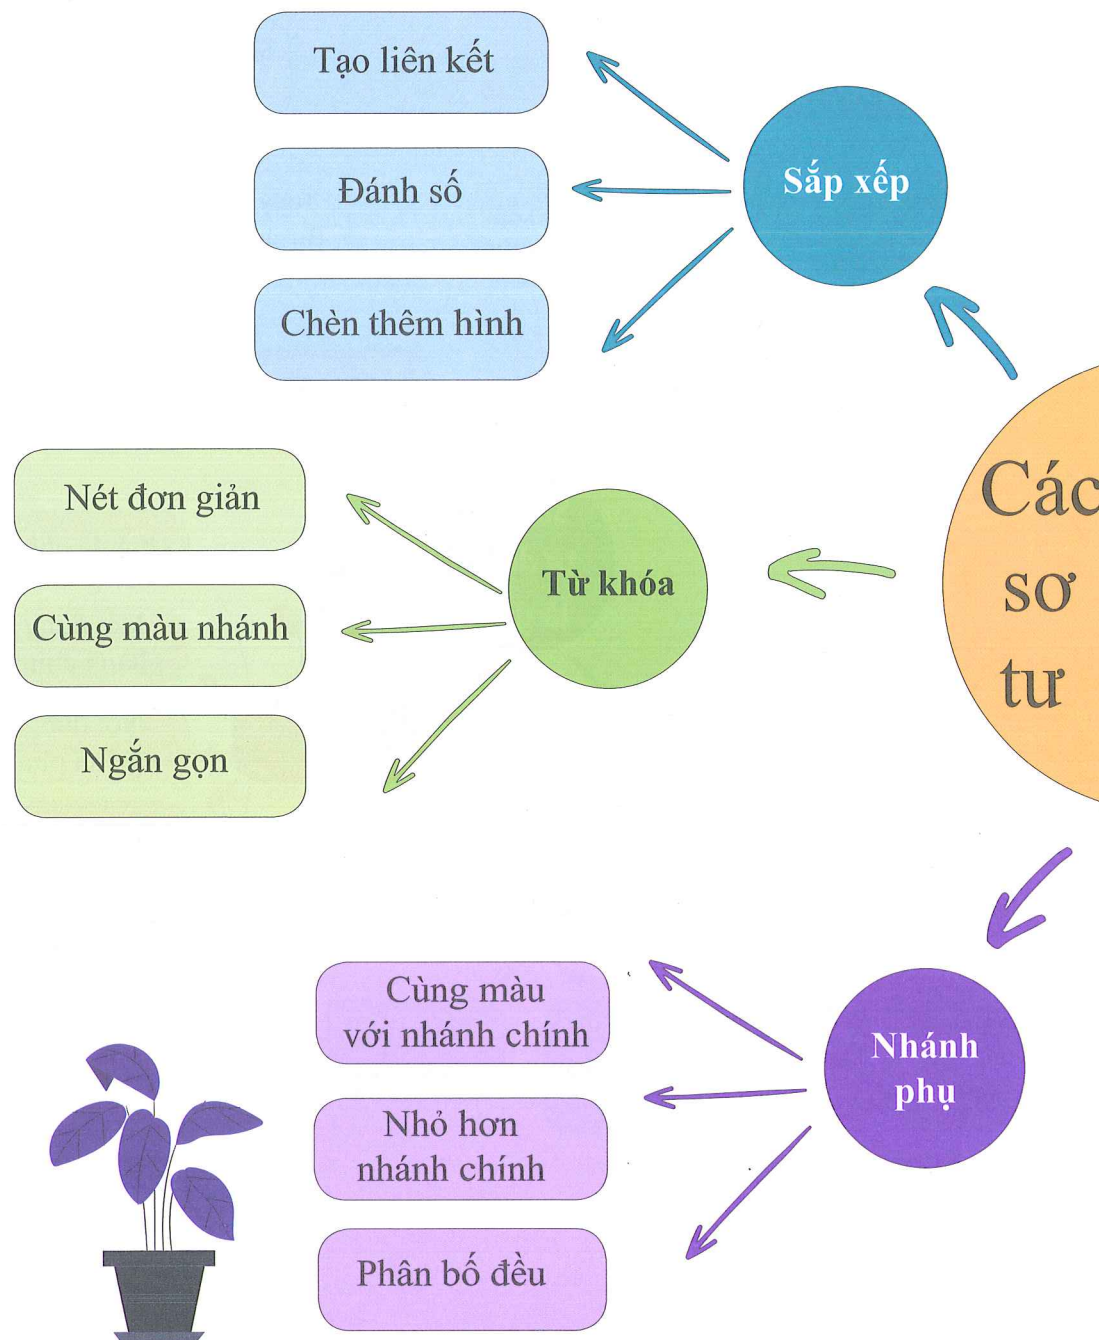 Tạo liên kết
Đánh số
Chèn thêm hình
Sắp xếp
Nét đơn giản
Cùng màu nhánh
Ngắn gọn
Từ khóa
Các
sơ
tư
Cùng màu
với nhánh chính
Nhỏ hơn
nhánh chính
Phân bố đều
Nhánh
phụ